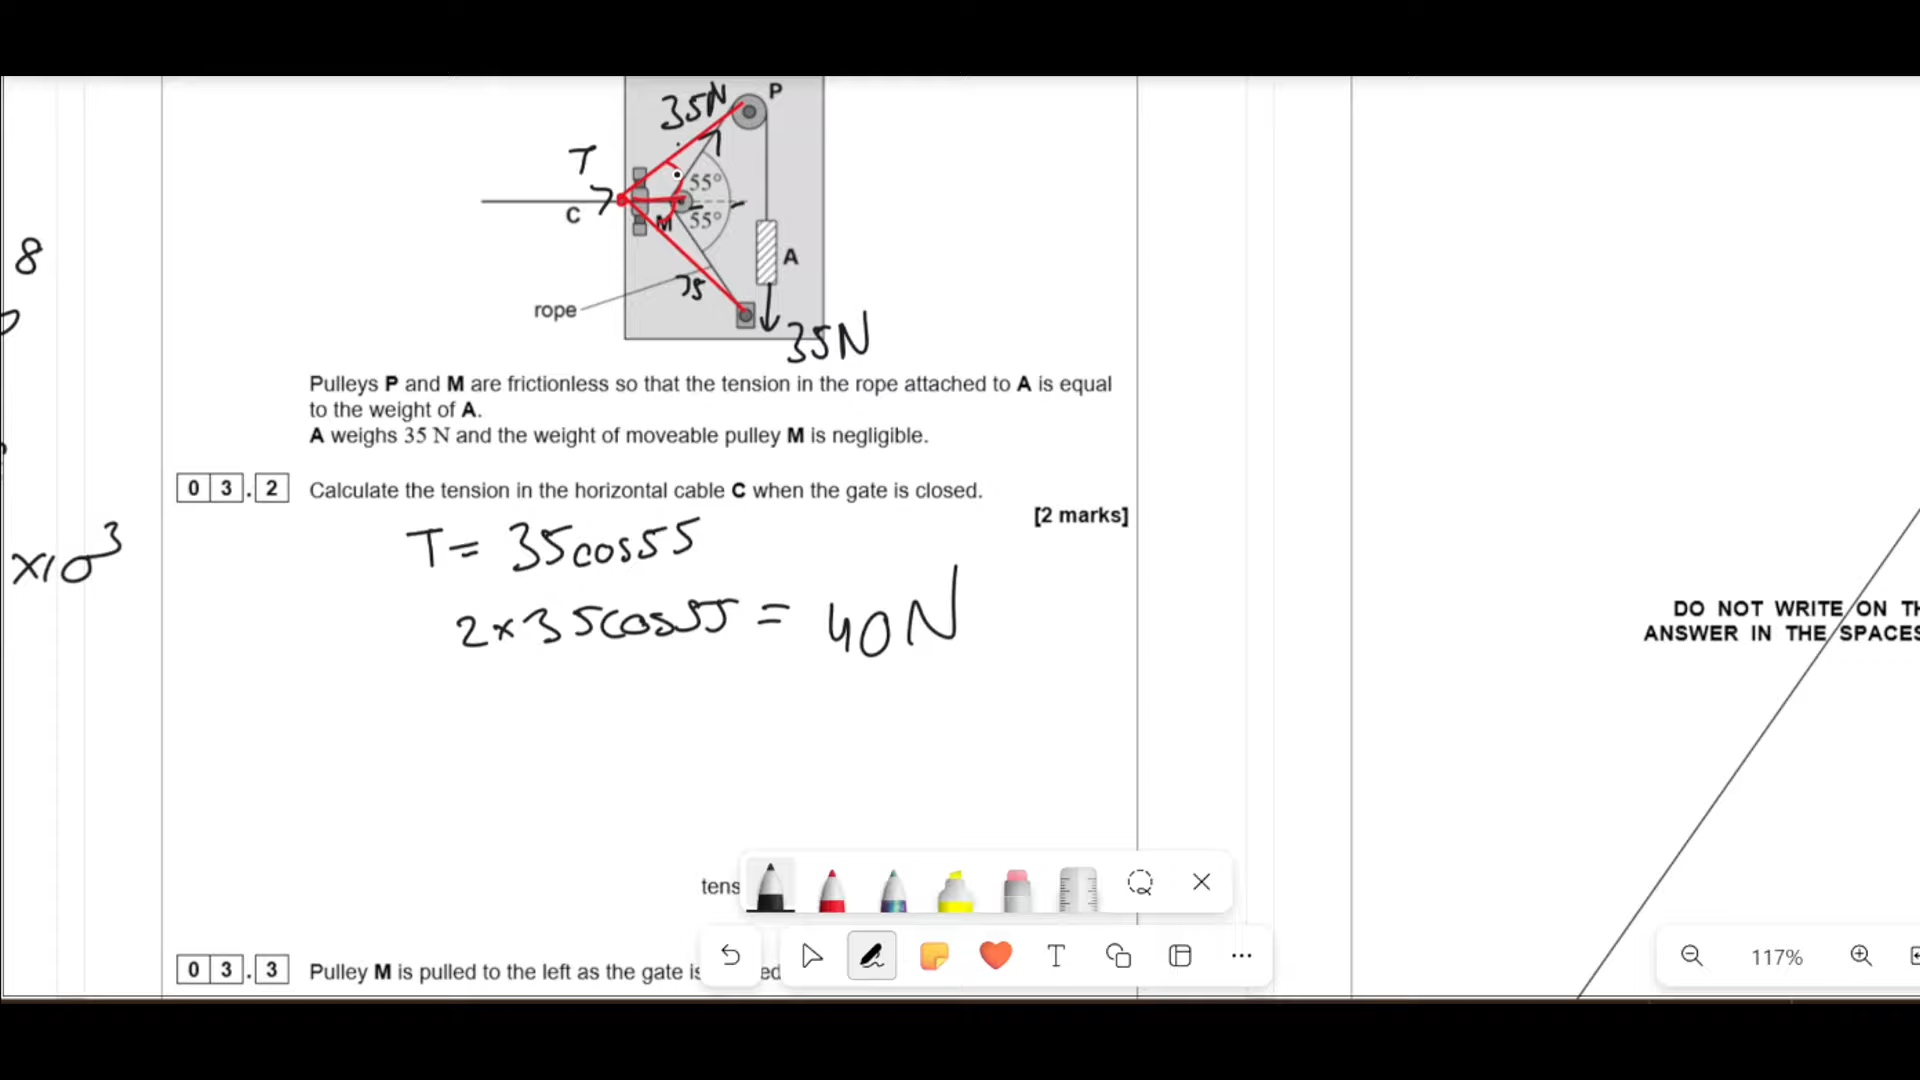 35N
P
T
55°
C
M
55°
8
A
75
rope
35N
Pulleys P and M are frictionless so that the tension in the rope attached to A is equal
to the weight of A.
A weighs 35 N and the weight of moveable pulley M is negligible.
0 3 . 2 Calculate the tension in the horizontal cable C when the gate is closed.
[2 marks]
T = 35cos55
×10³
2×35cos55 = 40N
DO NOT WRITE ON TH
ANSWER IN THE SPACES
tens
0 3 . 3 Pulley M is pulled to the left as the gate is
ed
T
117%